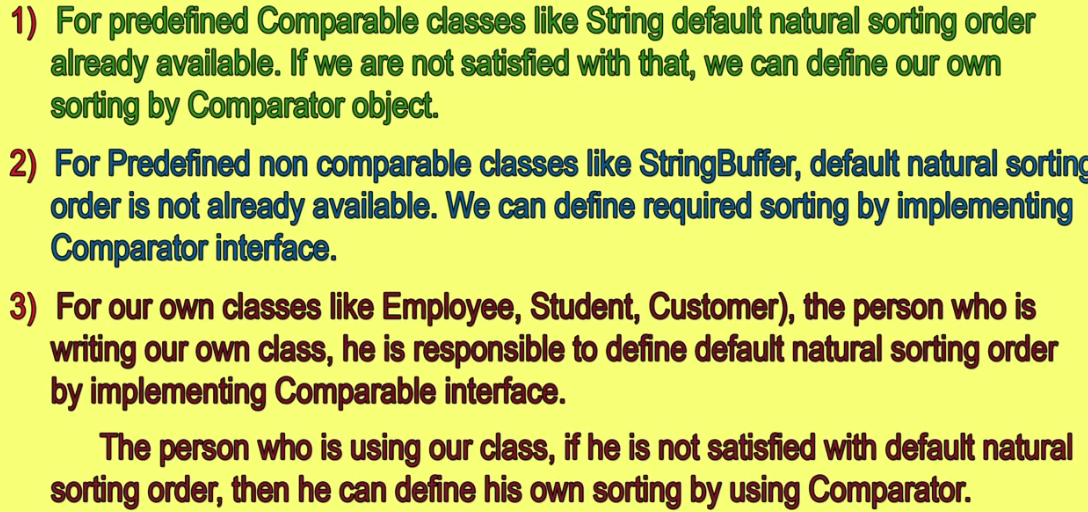 1) For predefined Comparable classes like String default natural sorting order
already available. If we are not satisfied with that, we can define our own
sorting by Comparator object.
2) For Predefined non comparable classes like StringBuffer, default natural sorting
order is not already available. We can define required sorting by implementing
Comparator interface.
3) For our own classes like Employee, Student, Customer), the person who is
writing our own class, he is responsible to define default natural sorting order
by implementing Comparable interface.
The person who is using our class, if he is not satisfied with default natural
sorting order, then he can define his own sorting by using Comparator.